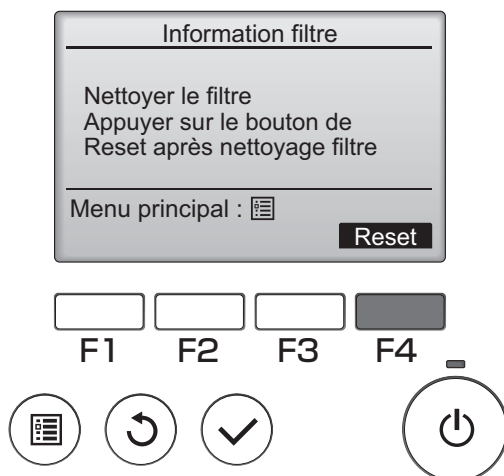 Information filtre
Nettoyer le filtre
Appuyer sur le bouton de
Reset après nettoyage filtre
Menu principal :
Reset
F1 F2 F3 F4